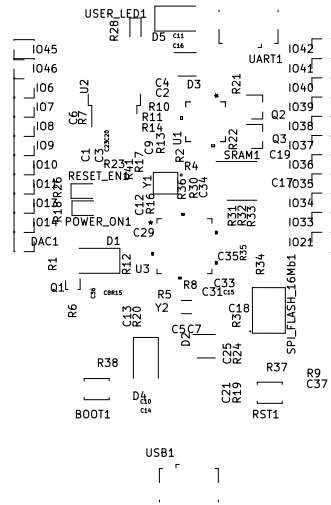 USER_LED1
R28
D5
C11
C16
UART1
IO45
IO46
IO6
IO7
IO8
IO9
IO10
IO11
IO13
IO14
DAC1
IO42
IO41
IO40
IO39
IO38
IO37
IO36
IO35
IO34
IO33
IO21
U2
C4
C2
D3
R21
R10
R11
R14
C6
R7
Q2
Q3
U1
R22
C1
C3
C9
R13
R2
SRAM1
C19
R23
R41
R17
R4
RESET_EN1
R26
R18
Y1
R36
R30
C34
C17
POWER_ON1
C12
R16
C29
R31
R32
R33
D1
R12
R1
U3
C35
R35
R34
Q1
C36
R15
R8
C33
C31
C15
R5
Y2
R6
C13
R20
C18
R3
SPI_FLASH_16Mb1
C5
C7
D2
C25
R24
R38
R37
R9
C37
D4
C10
C14
C21
R19
BOOT1
RST1
USB1